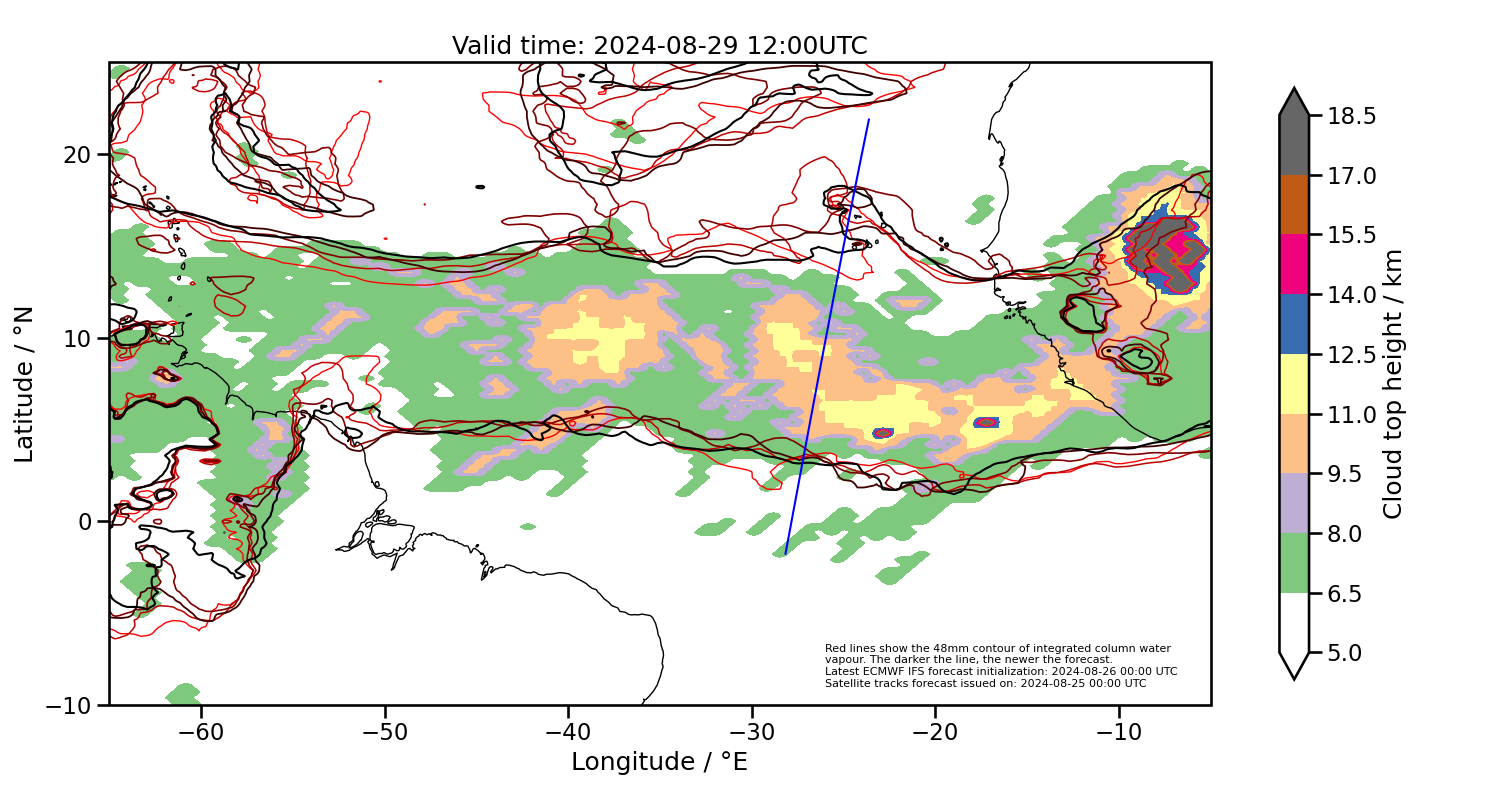 Valid time: 2024-08-29 12:00UTC
20
10
0
−10
Latitude / °N
−60
−50
−40
−30
−20
−10
Longitude / °E
Red lines show the 48mm contour of integrated column water
vapour. The darker the line, the newer the forecast.
Latest ECMWF IFS forecast initialization: 2024-08-26 00:00 UTC
Satellite tracks forecast issued on: 2024-08-25 00:00 UTC
18.5
17.0
15.5
14.0
12.5
11.0
9.5
8.0
6.5
5.0
Cloud top height / km